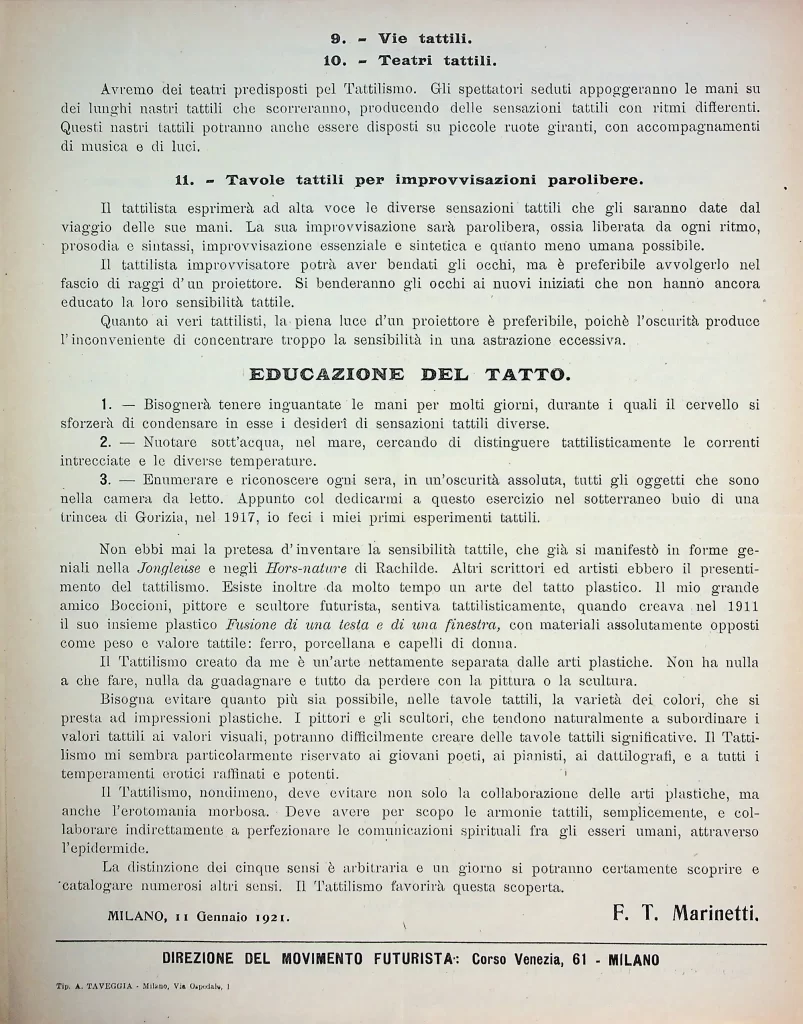 9. - Vie tattili.
10. - Teatri tattili.
Avremo dei teatri predisposti pel Tattilismo. Gli spettatori seduti appoggeranno le mani su
dei lunghi nastri tattili che scorreranno, producendo delle sensazioni tattili con ritmi differenti.
Questi nastri tattili potranno anche essere disposti su piccole ruote giranti, con accompagnamenti
di musica e di luci.
11. - Tavole tattili per improvvisazioni parolibere.
Il tattilista esprimerà ad alta voce le diverse sensazioni tattili che gli saranno date dal
viaggio delle sue mani. La sua improvvisazione sarà parolibera, ossia liberata da ogni ritmo,
prosodia e sintassi, improvvisazione essenziale e sintetica e quanto meno umana possibile.
Il tattilista improvvisatore potrà aver bendati gli occhi, ma è preferibile avvolgerlo nel
fascio di raggi d'un proiettore. Si benderanno gli occhi ai nuovi iniziati che non hanno ancora
educato la loro sensibilità tattile.
Quanto ai veri tattilisti, la piena luce d'un proiettore è preferibile, poichè l'oscurità produce
l'inconveniente di concentrare troppo la sensibilità in una astrazione eccessiva.
EDUCAZIONE DEL TATTO.
1. — Bisognerà tenere inguantate le mani per molti giorni, durante i quali il cervello si
sforzerà di condensare in esse i desiderî di sensazioni tattili diverse.
2. — Nuotare sott'acqua, nel mare, cercando di distinguere tattilisticamente le correnti
intrecciate e le diverse temperature.
3. — Enumerare e riconoscere ogni sera, in un'oscurità assoluta, tutti gli oggetti che sono
nella camera da letto. Appunto col dedicarmi a questo esercizio nel sotterraneo buio di una
trincea di Gorizia, nel 1917, io feci i miei primi esperimenti tattili.
Non ebbi mai la pretesa d'inventare la sensibilità tattile, che già si manifestò in forme ge-
niali nella Jongleuse e negli Hors-nature di Rachilde. Altri scrittori ed artisti ebbero il presenti-
mento del tattilismo. Esiste inoltre da molto tempo un arte del tatto plastico. Il mio grande
amico Boccioni, pittore e scultore futurista, sentiva tattilisticamente, quando creava nel 1911
il suo insieme plastico Fusione di una testa e di una finestra, con materiali assolutamente opposti
come peso e valore tattile: ferro, porcellana e capelli di donna.
Il Tattilismo creato da me è un'arte nettamente separata dalle arti plastiche. Non ha nulla
a che fare, nulla da guadagnare e tutto da perdere con la pittura o la scultura.
Bisogna evitare quanto più sia possibile, nelle tavole tattili, la varietà dei colori, che si
presta ad impressioni plastiche. I pittori e gli scultori, che tendono naturalmente a subordinare i
valori tattili ai valori visuali, potranno difficilmente creare delle tavole tattili significative. Il Tatti-
lismo mi sembra particolarmente riservato ai giovani poeti, ai pianisti, ai dattilografi, e a tutti i
temperamenti erotici raffinati e potenti.
Il Tattilismo, nondimeno, deve evitare non solo la collaborazione delle arti plastiche, ma
anche l'erotomania morbosa. Deve avere per scopo le armonie tattili, semplicemente, e col-
laborare indirettamente a perfezionare le comunicazioni spirituali fra gli esseri umani, attraverso
l'epidermide.
La distinzione dei cinque sensi è arbitraria e un giorno si potranno certamente scoprire e
catalogare numerosi altri sensi. Il Tattilismo favorirà questa scoperta.
MILANO, 11 Gennaio 1921.
F. T. Marinetti.
DIREZIONE DEL MOVIMENTO FUTURISTA: Corso Venezia, 61 - MILANO
Tip. A. TAVEGGIA - Milano, Via Ospedale, 1